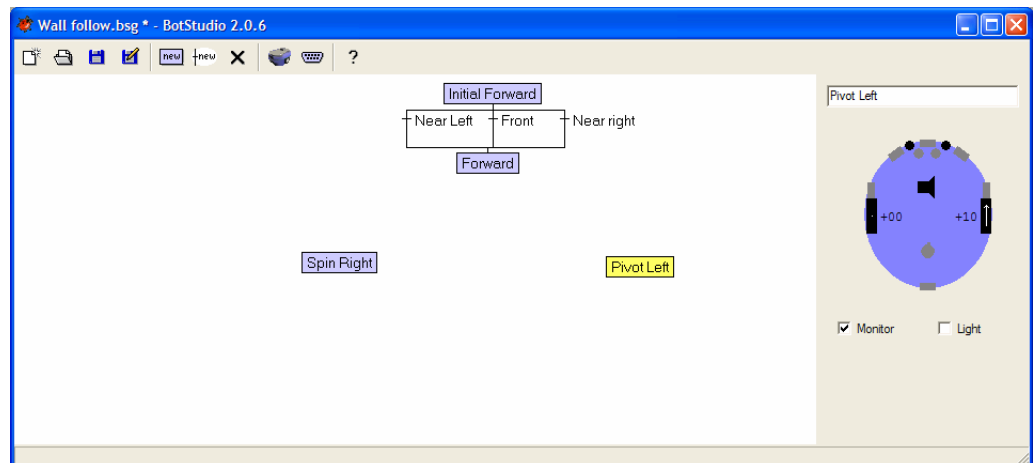 Wall follow.bsg * - BotStudio 2.0.6
new new ?
Initial Forward
Near Left Front Near right
Forward
Spin Right
Pivot Left
Pivot Left
+00 +10
Monitor Light